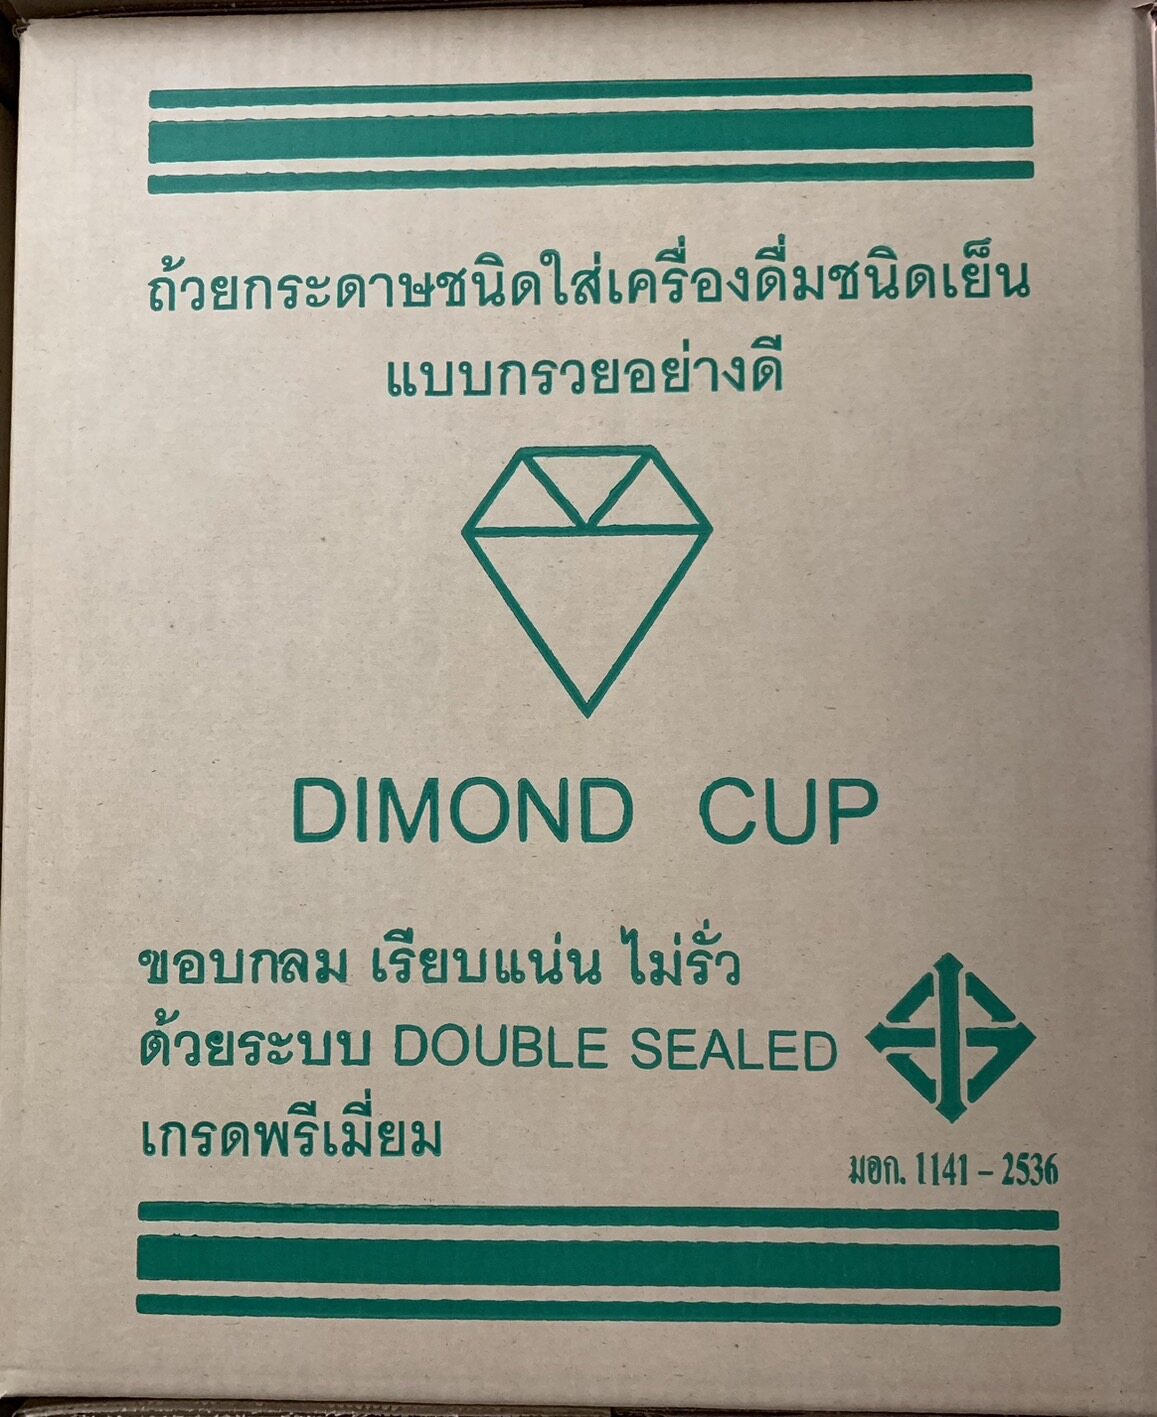 ถ้วยกระดาษชนิดใส่เครื่องดื่มชนิดเย็น
แบบกรวยอย่างดี
DIMOND CUP
ขอบกลม เรียบแน่น ไม่รั่ว
ด้วยระบบ DOUBLE SEALED
เกรดพรีเมี่ยม
มอก. 1141 – 2536